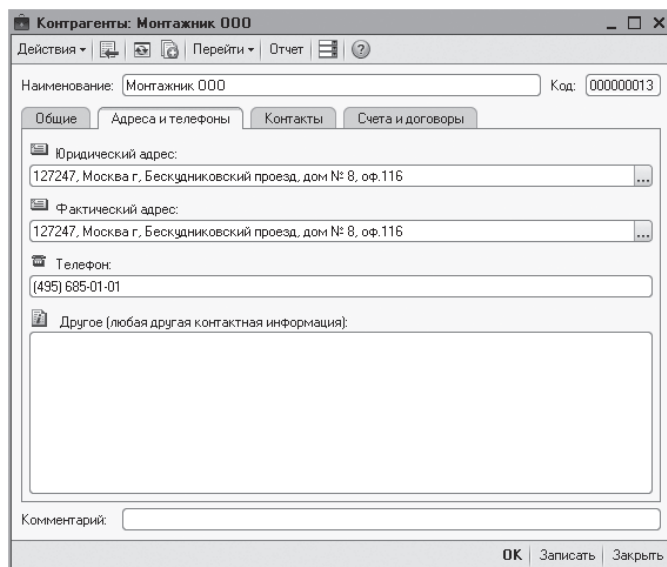 Контрагенты: Монтажник ООО
Действия Перейти Отчет
Наименование: Монтажник ООО Код: 000000013
Общие Адреса и телефоны Контакты Счета и договоры
Юридический адрес:
127247, Москва г, Бескудниковский проезд, дом № 8, оф.116 ...
Фактический адрес:
127247, Москва г, Бескудниковский проезд, дом № 8, оф.116 ...
Телефон:
(495) 685-01-01
Другое (любая другая контактная информация):
Комментарий:
OK Записать Закрыть